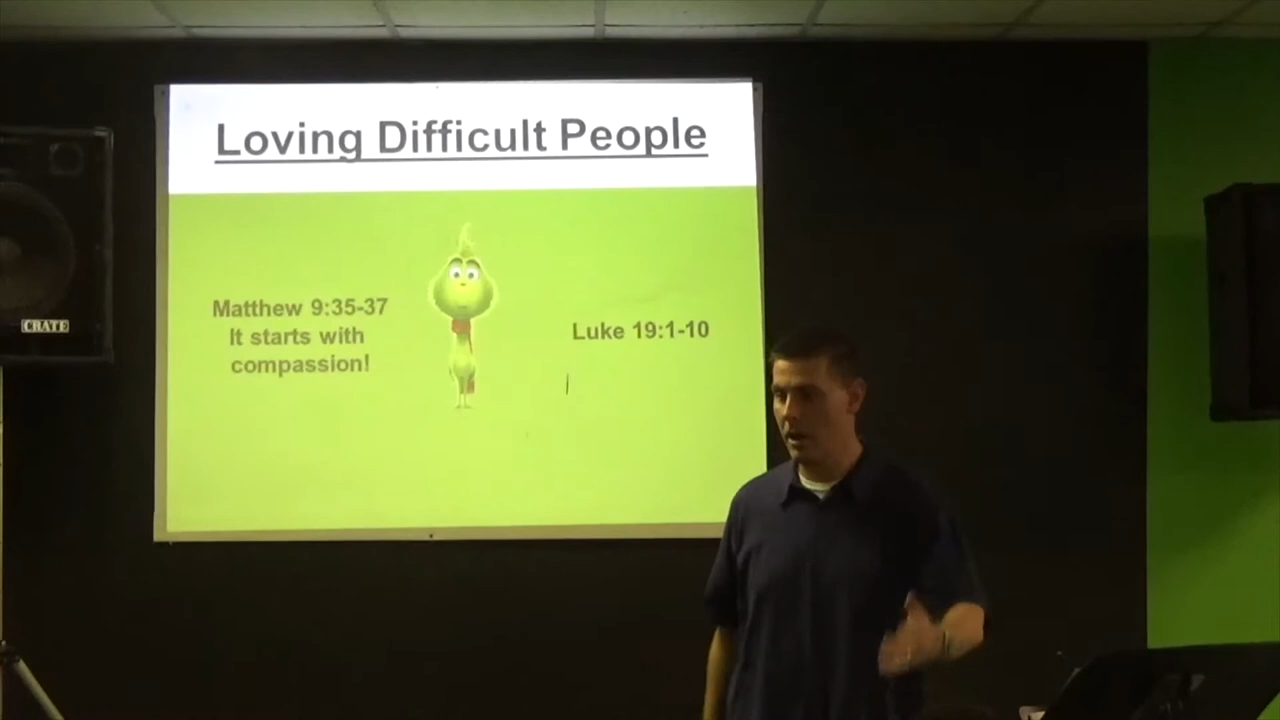 Loving Difficult People
Matthew 9:35-37
It starts with
compassion!
Luke 19:1-10
CRATE